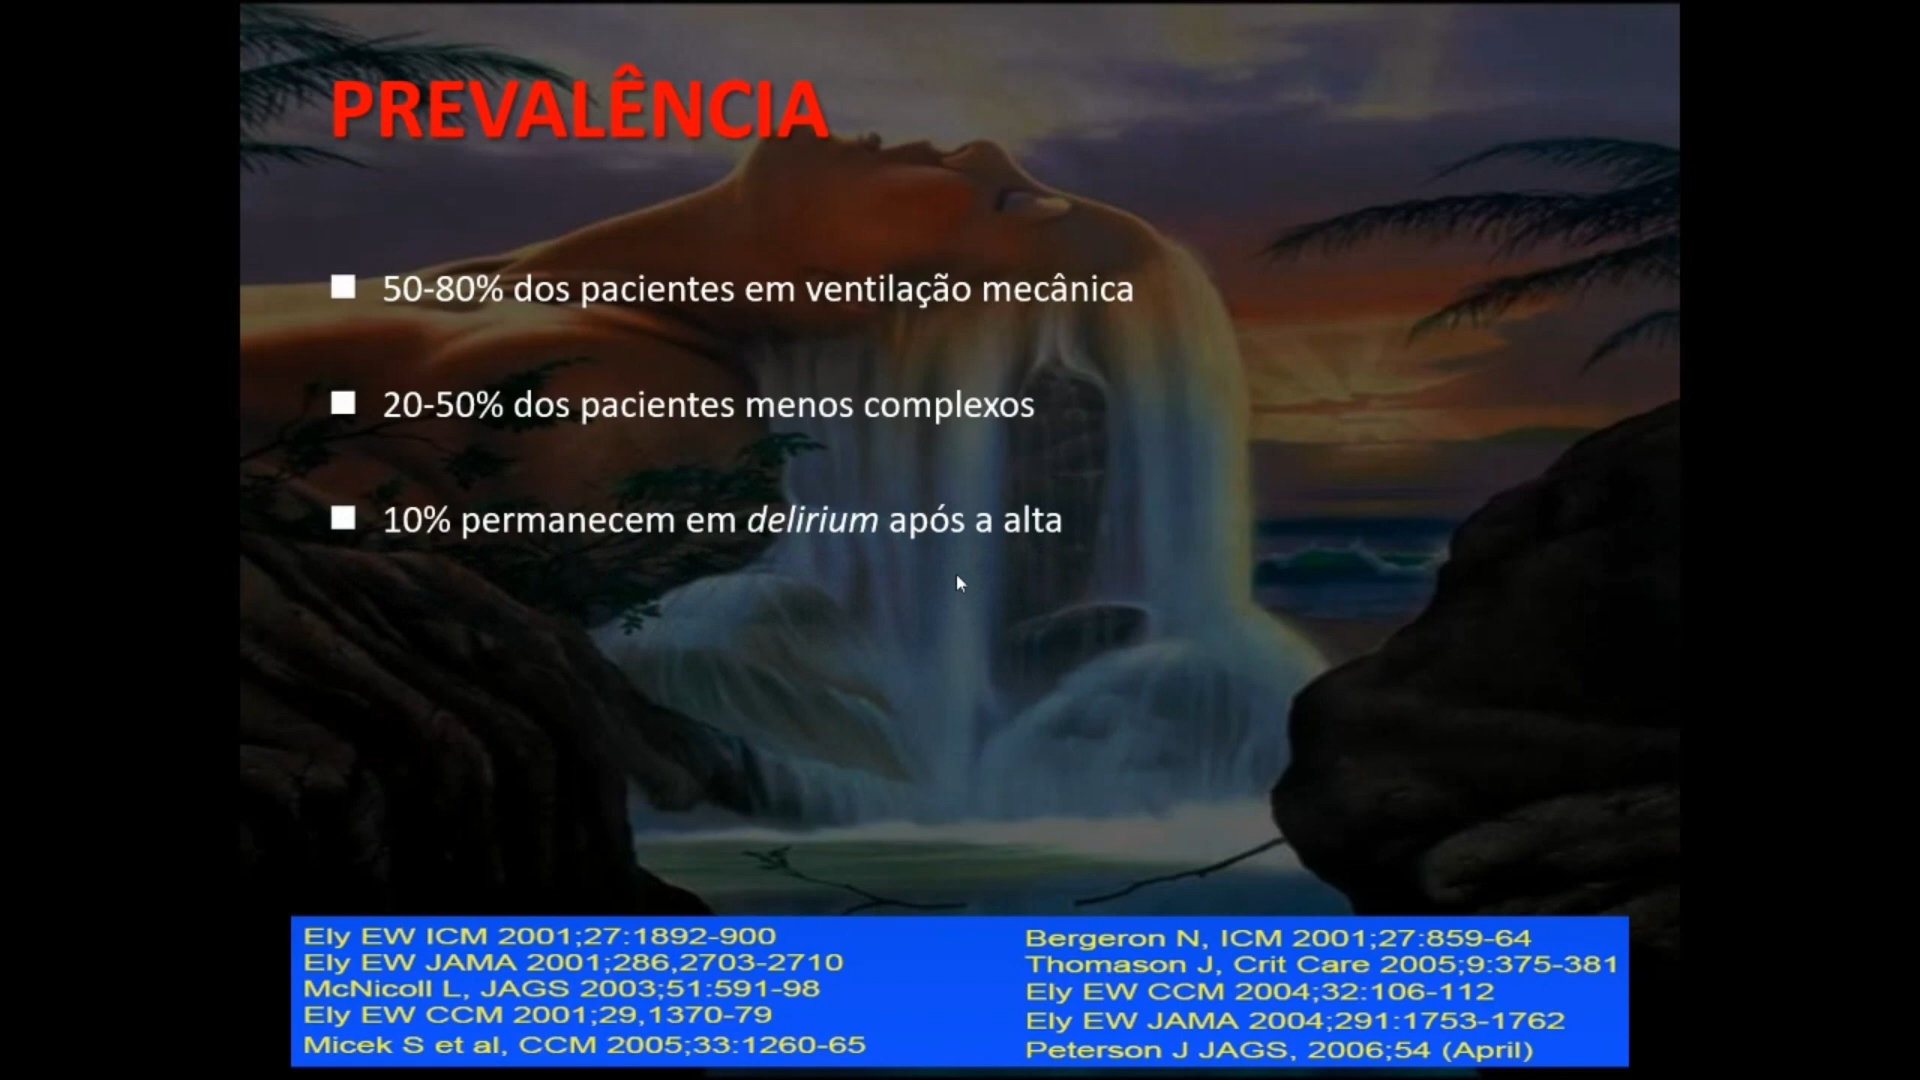 PREVALÊNCIA
50-80% dos pacientes em ventilação mecânica
20-50% dos pacientes menos complexos
10% permanecem em delirium após a alta
Ely EW ICM 2001;27:1892-900
Ely EW JAMA 2001;286,2703-2710
McNicoll L, JAGS 2003;51:591-98
Ely EW CCM 2001;29,1370-79
Micek S et al, CCM 2005;33:1260-65
Bergeron N, ICM 2001;27:859-64
Thomason J, Crit Care 2005;9:375-381
Ely EW CCM 2004;32:106-112
Ely EW JAMA 2004;291:1753-1762
Peterson J JAGS, 2006;54 (April)